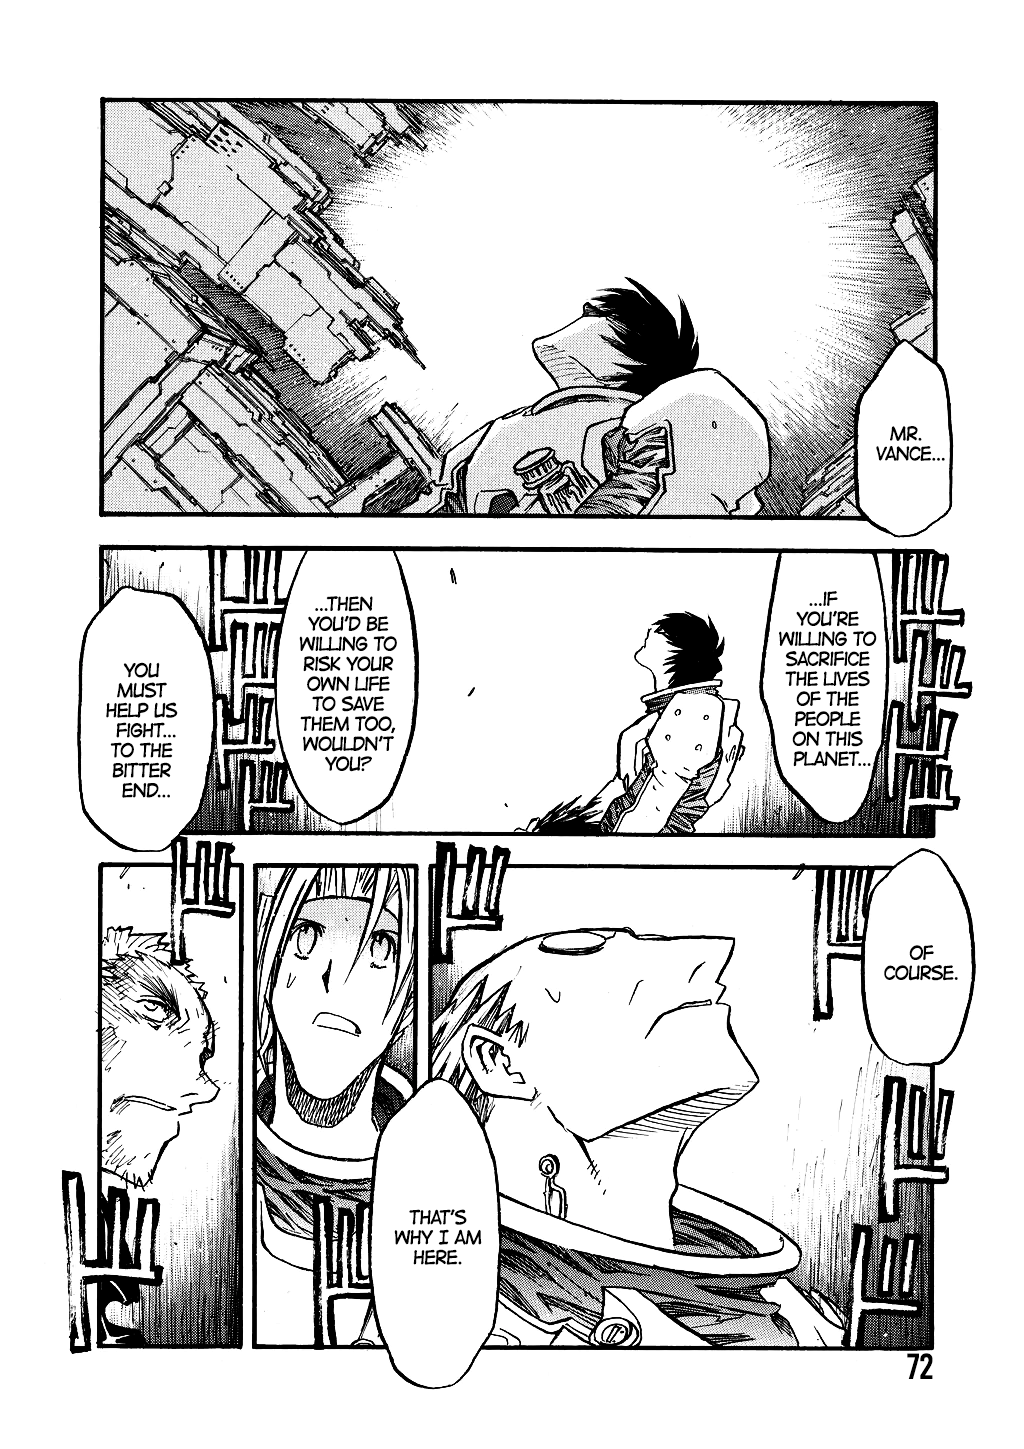 MR.
VANCE...
...IF
YOU'RE
WILLING TO
SACRIFICE
THE LIVES
OF THE
PEOPLE
ON THIS
PLANET...
...THEN
YOU'D BE
WILLING TO
RISK YOUR
OWN LIFE
TO SAVE
THEM TOO,
WOULDN'T
YOU?
YOU
MUST
HELP US
FIGHT...
TO THE
BITTER
END...
OF
COURSE.
THAT'S
WHY I AM
HERE.
72